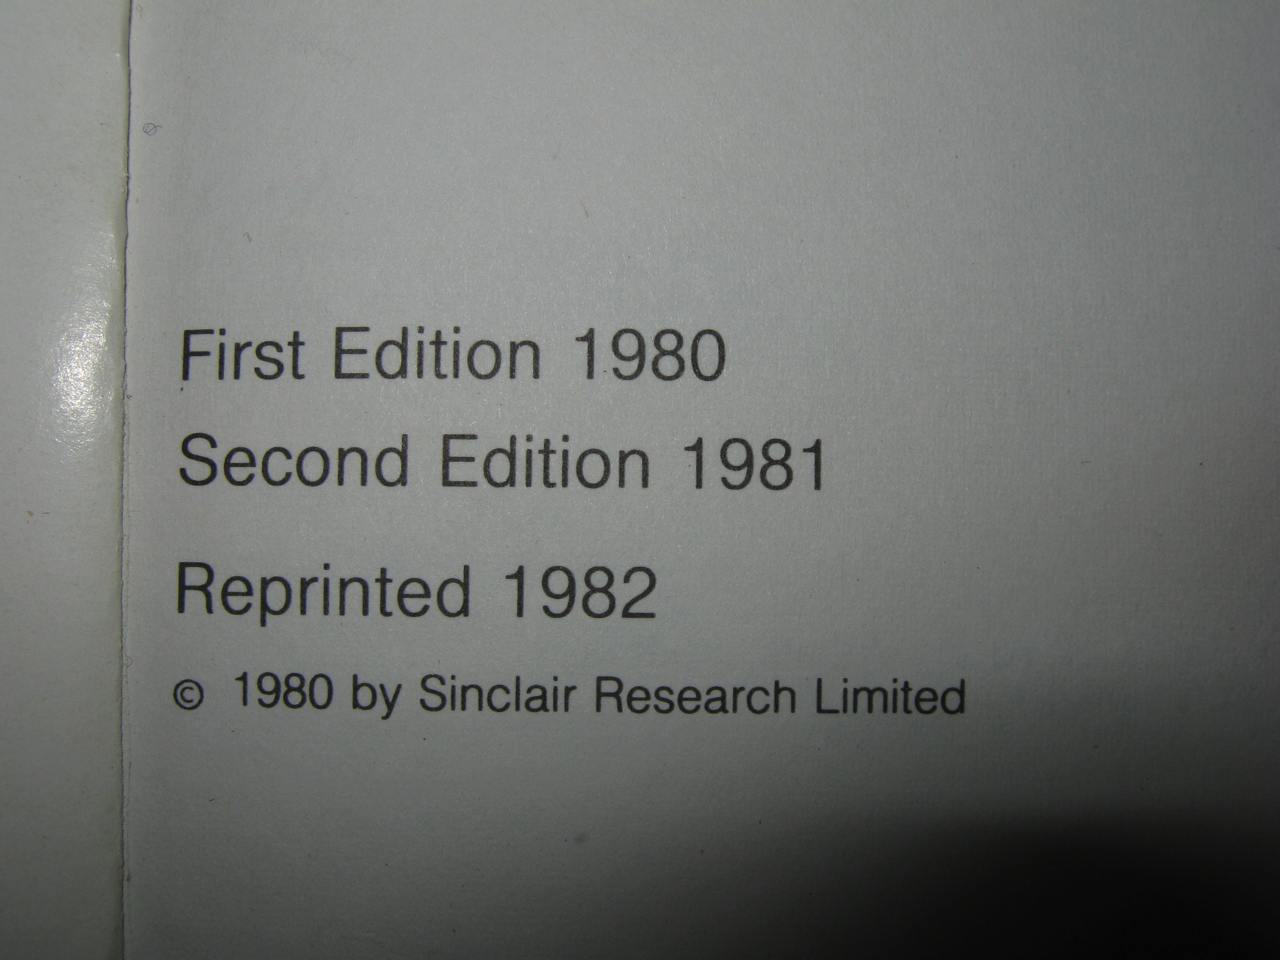 First Edition 1980
Second Edition 1981
Reprinted 1982
© 1980 by Sinclair Research Limited